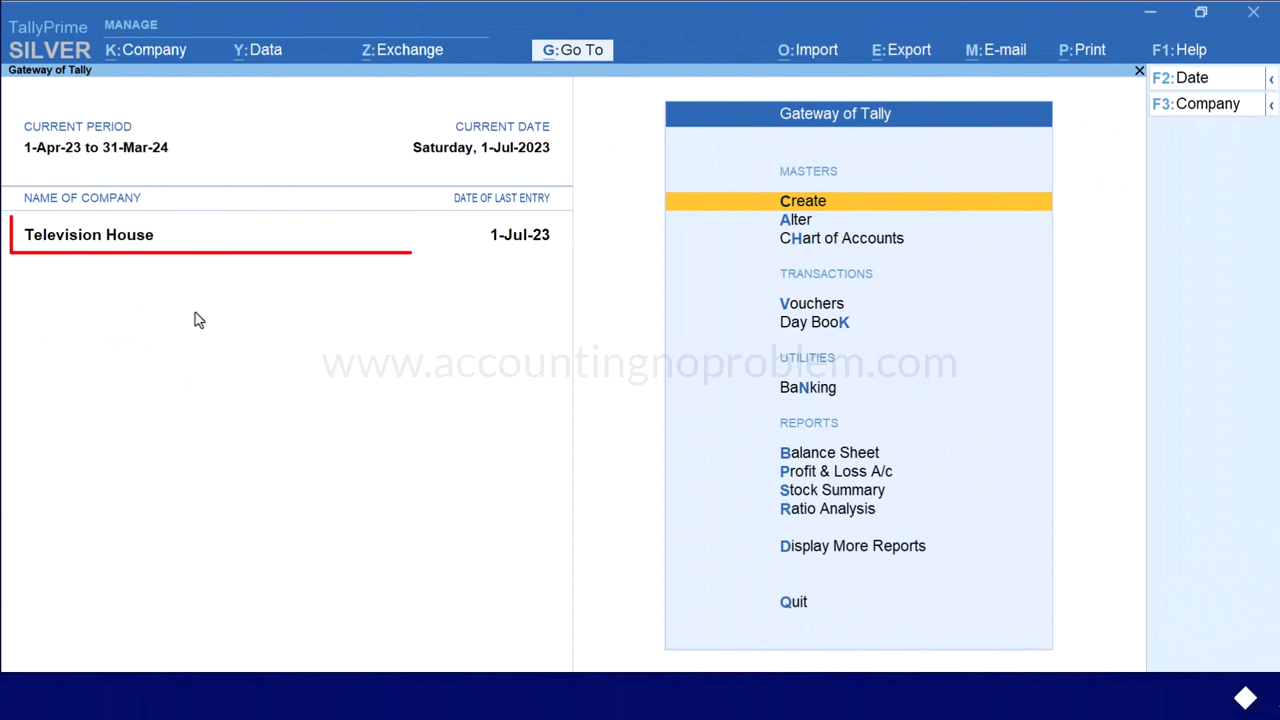 TallyPrime
MANAGE
SILVER K:Company Y:Data Z:Exchange G:Go To O:Import E:Export M:E-mail P:Print F1:Help
Gateway of Tally
F2:Date
F3:Company
CURRENT PERIOD CURRENT DATE
1-Apr-23 to 31-Mar-24 Saturday, 1-Jul-2023
NAME OF COMPANY DATE OF LAST ENTRY
Television House 1-Jul-23
Gateway of Tally
MASTERS
Create
Alter
CHart of Accounts
TRANSACTIONS
Vouchers
Day BooK
UTILITIES
BaNking
REPORTS
Balance Sheet
Profit & Loss A/c
Stock Summary
Ratio Analysis
Display More Reports
Quit
www.accountingnoproblem.com